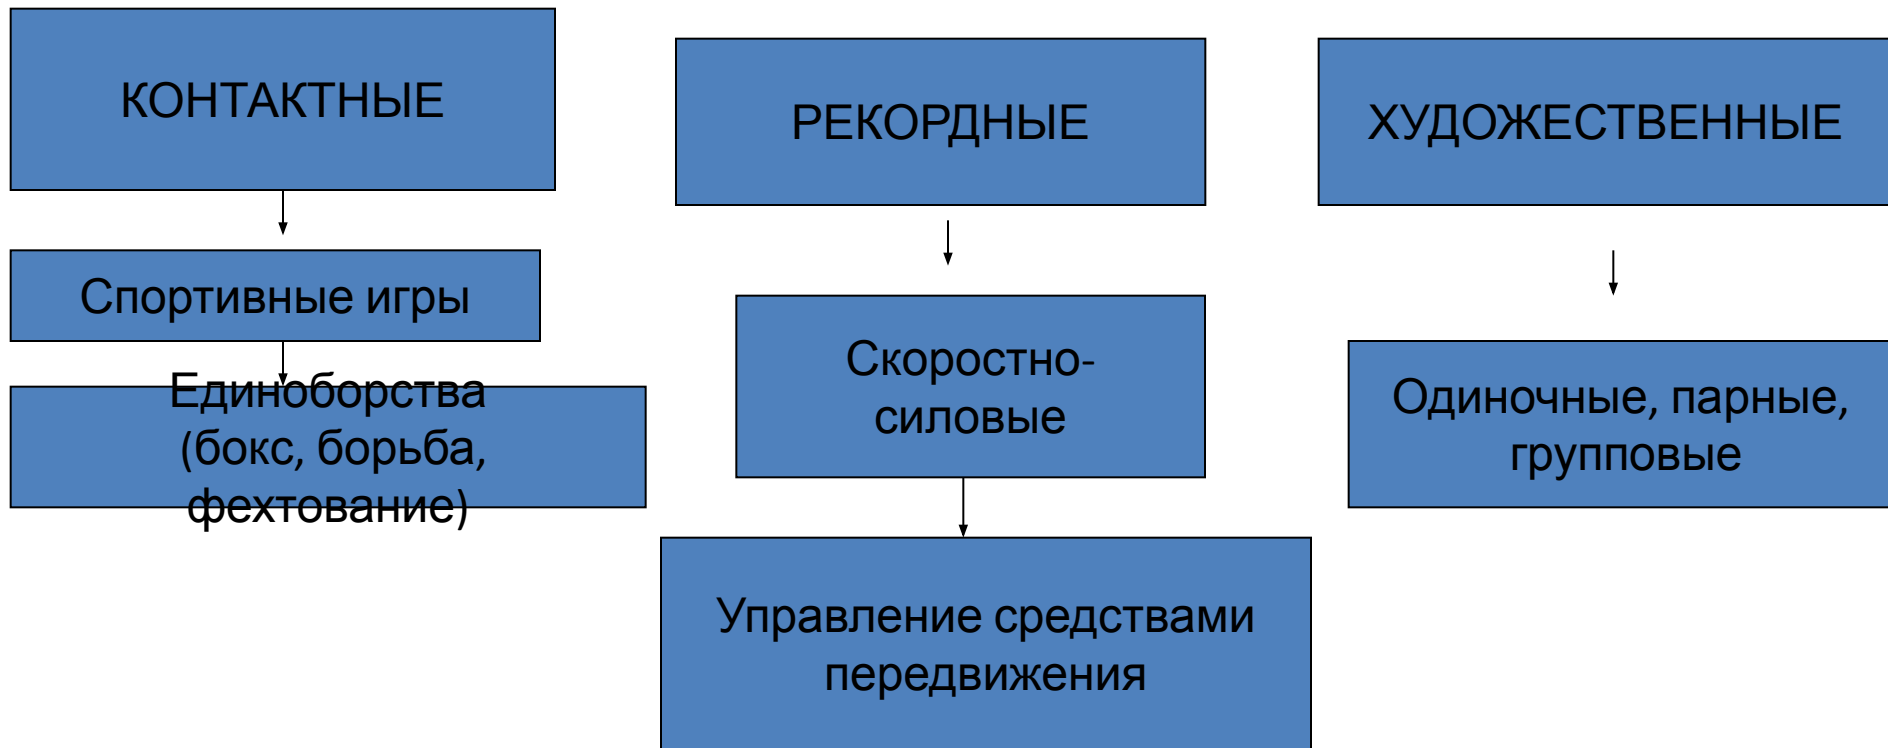 КОНТАКТНЫЕ
Спортивные игры
Единоборства
(бокс, борьба,
фехтование)
РЕКОРДНЫЕ
Скоростно-
силовые
Управление средствами
передвижения
ХУДОЖЕСТВЕННЫЕ
Одиночные, парные,
групповые